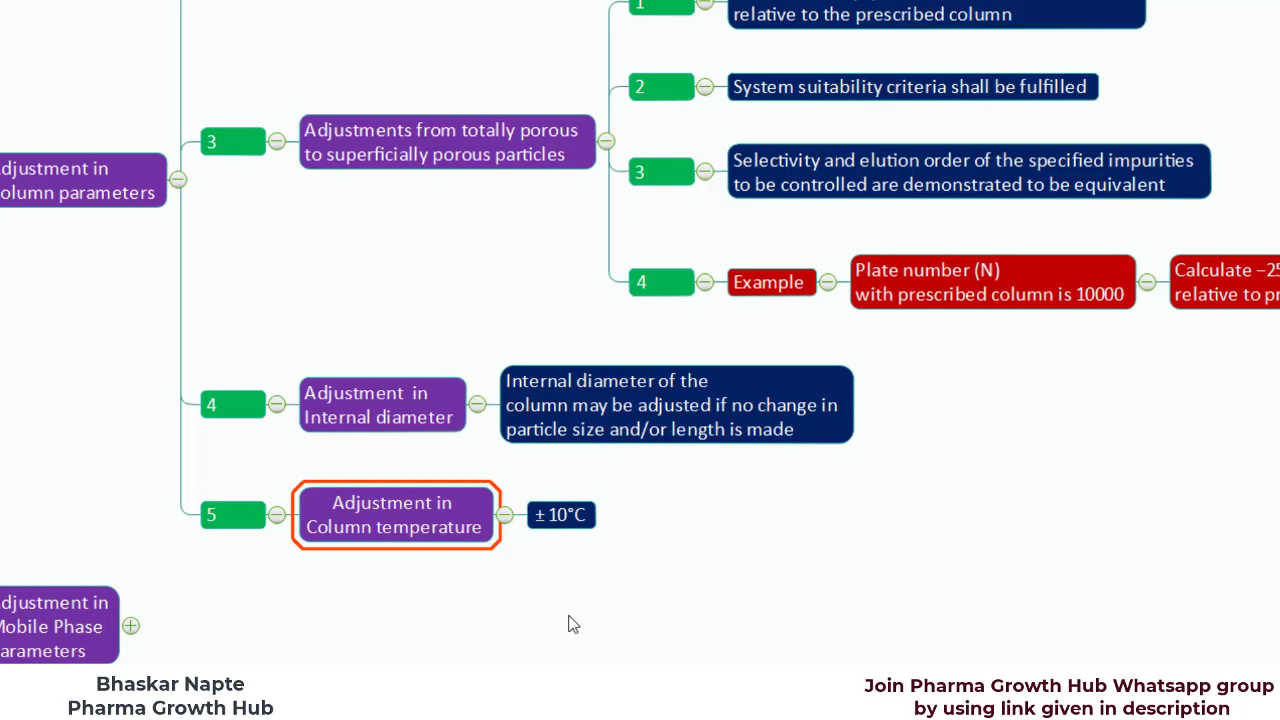 1
relative to the prescribed column
2
System suitability criteria shall be fulfilled
3
Adjustments from totally porous
to superficially porous particles
djustment in
olumn parameters
3
Selectivity and elution order of the specified impurities
to be controlled are demonstrated to be equivalent
4
Example
Plate number (N)
with prescribed column is 10000
Calculate –25
relative to pr
4
Adjustment in
Internal diameter
Internal diameter of the
column may be adjusted if no change in
particle size and/or length is made
5
Adjustment in
Column temperature
± 10°C
djustment in
Mobile Phase
arameters
Bhaskar Napte
Pharma Growth Hub
Join Pharma Growth Hub Whatsapp group
by using link given in description